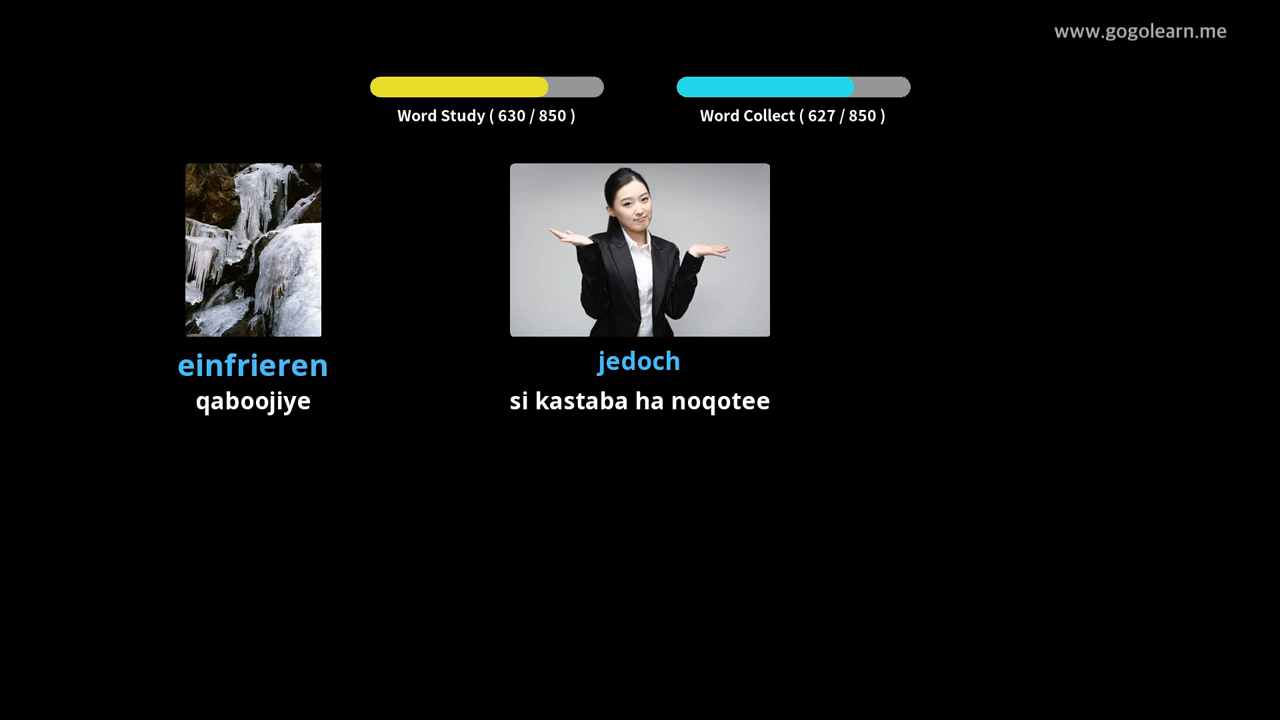 www.gogolearn.me
Word Study ( 630 / 850 )
Word Collect ( 627 / 850 )
einfrieren
qaboojiye
jedoch
si kastaba ha noqotee